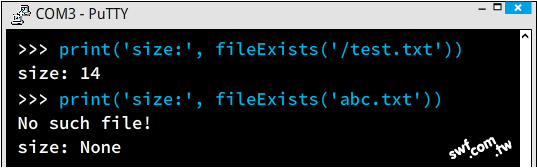 COM3 - PuTTY
>>> print('size:', fileExists('/test.txt'))
size: 14
>>> print('size:', fileExists('abc.txt'))
No such file!
size: None
swf.com.tw